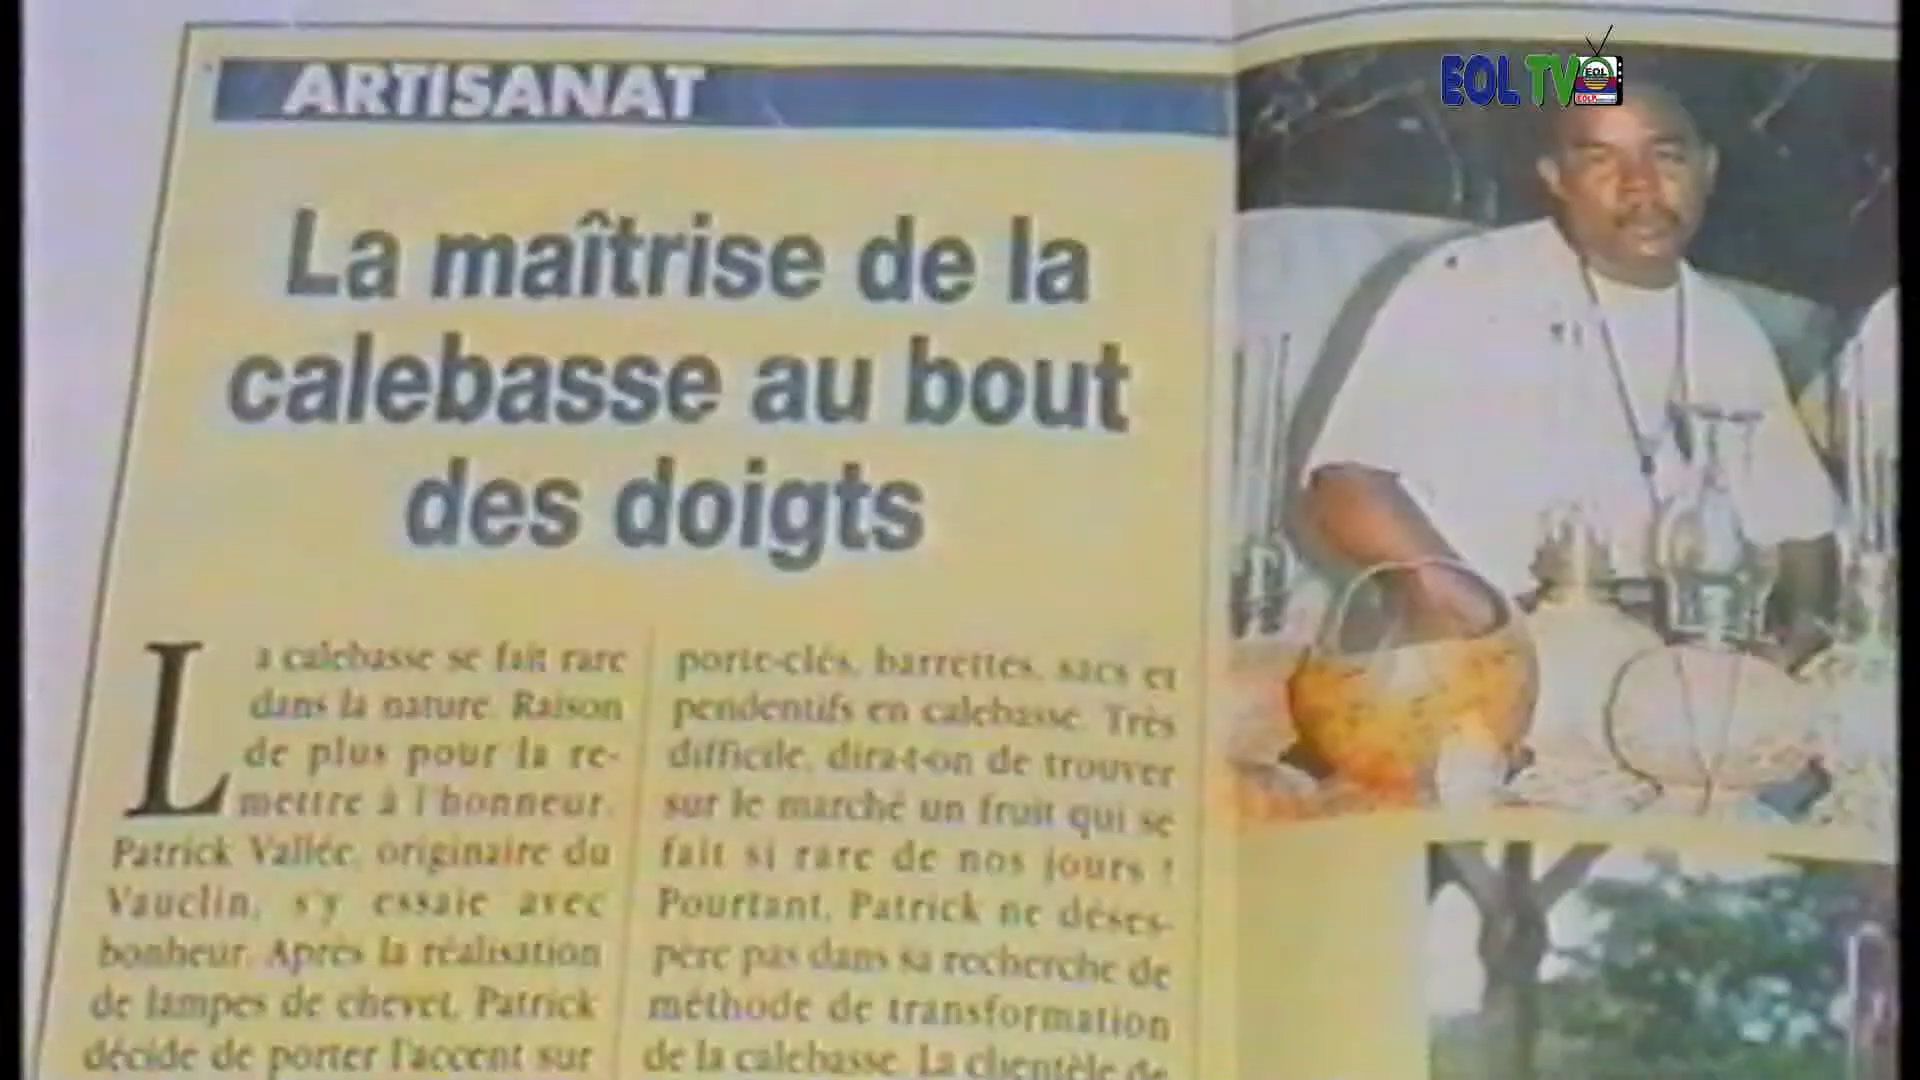 EOL TV
ARTISANAT
La maîtrise de la
calebasse au bout
des doigts
La calebasse se fait rare
dans la nature. Raison
de plus pour la re-
mettre à l'honneur.
Patrick Vallée, originaire du
Vauclin, s'y essaie avec
bonheur. Après la réalisation
de lampes de chevet, Patrick
décide de porter l'accent sur
porte-clés, barrettes, sacs et
pendentifs en calebasse. Très
difficile, dira-t-on de trouver
sur le marché un fruit qui se
fait si rare de nos jours !
Pourtant, Patrick ne déses-
père pas dans sa recherche de
méthode de transformation
de la calebasse. La clientèle de